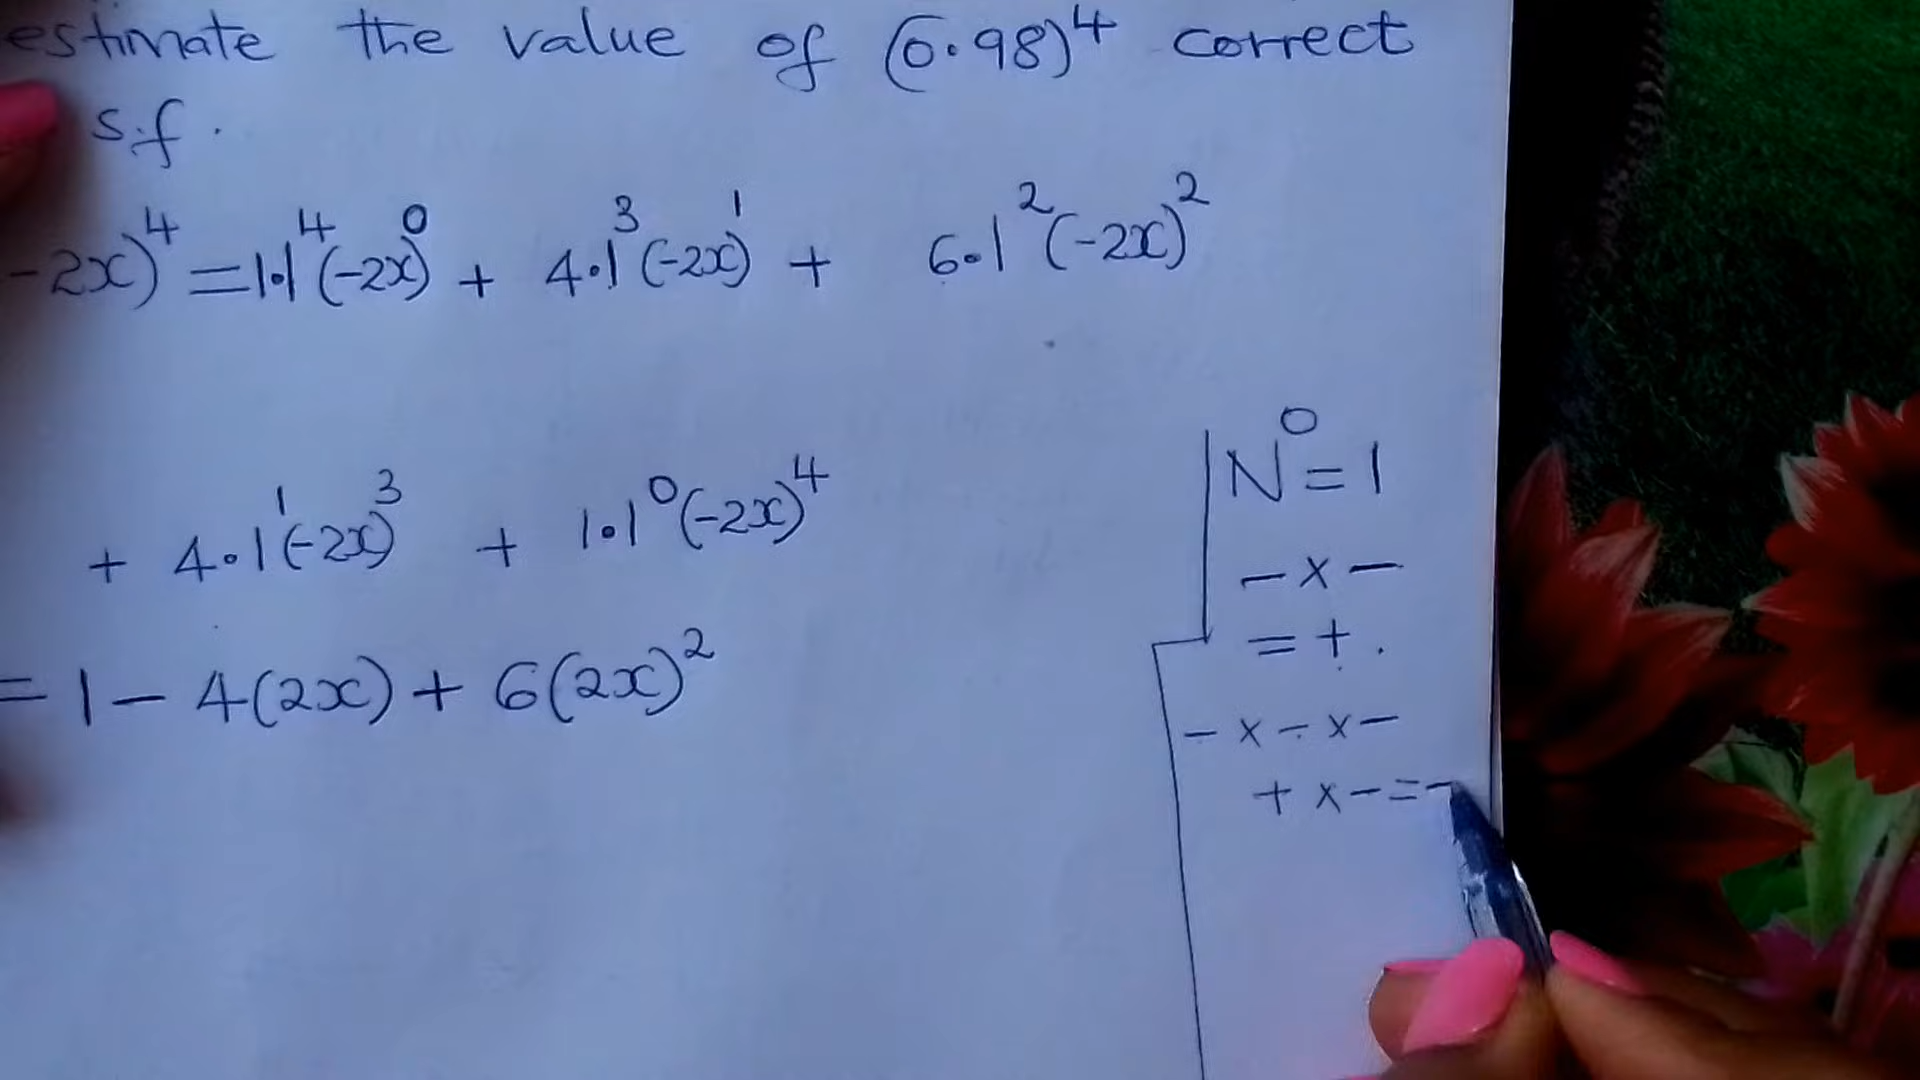 estimate the value of (0.98)⁴ correct
s.f.
-2x)⁴ = 1·1⁴(-2x)⁰ + 4·1³(-2x)¹ + 6·1²(-2x)²
+ 4·1¹(-2x)³ + 1·1⁰(-2x)⁴
= 1 - 4(2x) + 6(2x)²
N⁰ = 1
- x -
= + .
- x - x -
+ x - = -